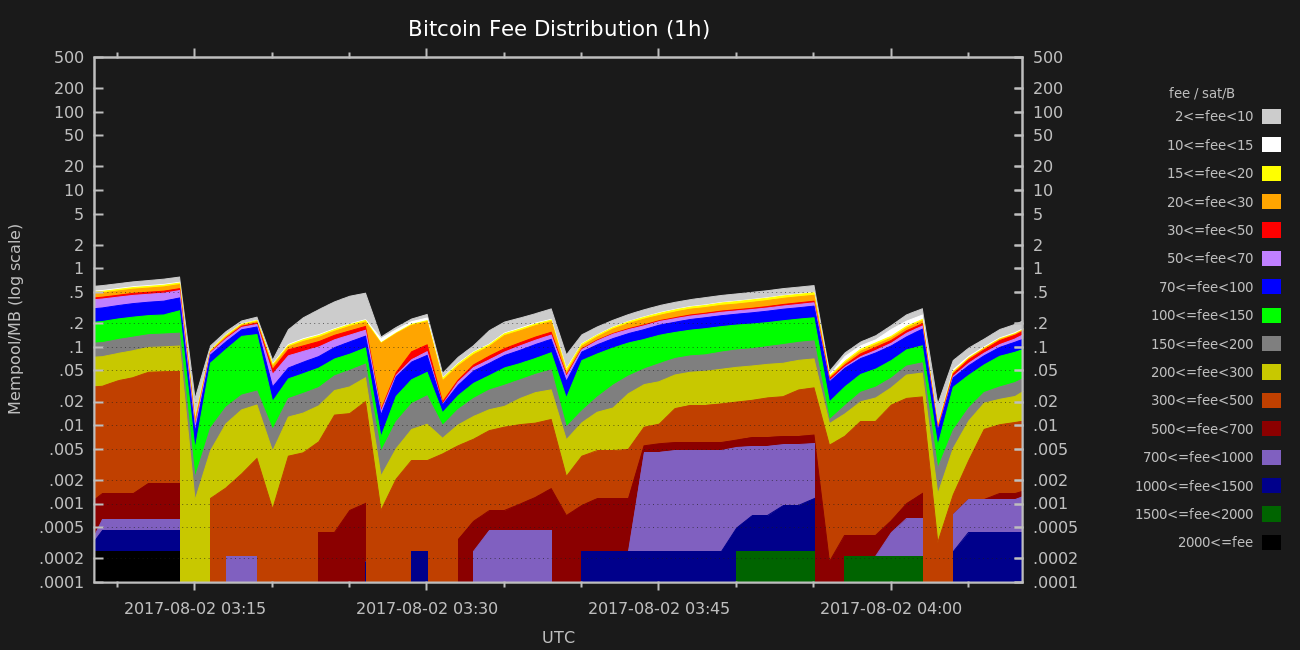 Bitcoin Fee Distribution (1h)
Mempool/MB (log scale)
500
200
100
50
20
10
5
2
1
.5
.2
.1
.05
.02
.01
.005
.002
.001
.0005
.0002
.0001
500
200
100
50
20
10
5
2
1
.5
.2
.1
.05
.02
.01
.005
.002
.001
.0005
.0002
.0001
fee / sat/B
2<=fee<10
10<=fee<15
15<=fee<20
20<=fee<30
30<=fee<50
50<=fee<70
70<=fee<100
100<=fee<150
150<=fee<200
200<=fee<300
300<=fee<500
500<=fee<700
700<=fee<1000
1000<=fee<1500
1500<=fee<2000
2000<=fee
2017-08-02 03:15 2017-08-02 03:30 2017-08-02 03:45 2017-08-02 04:00
UTC